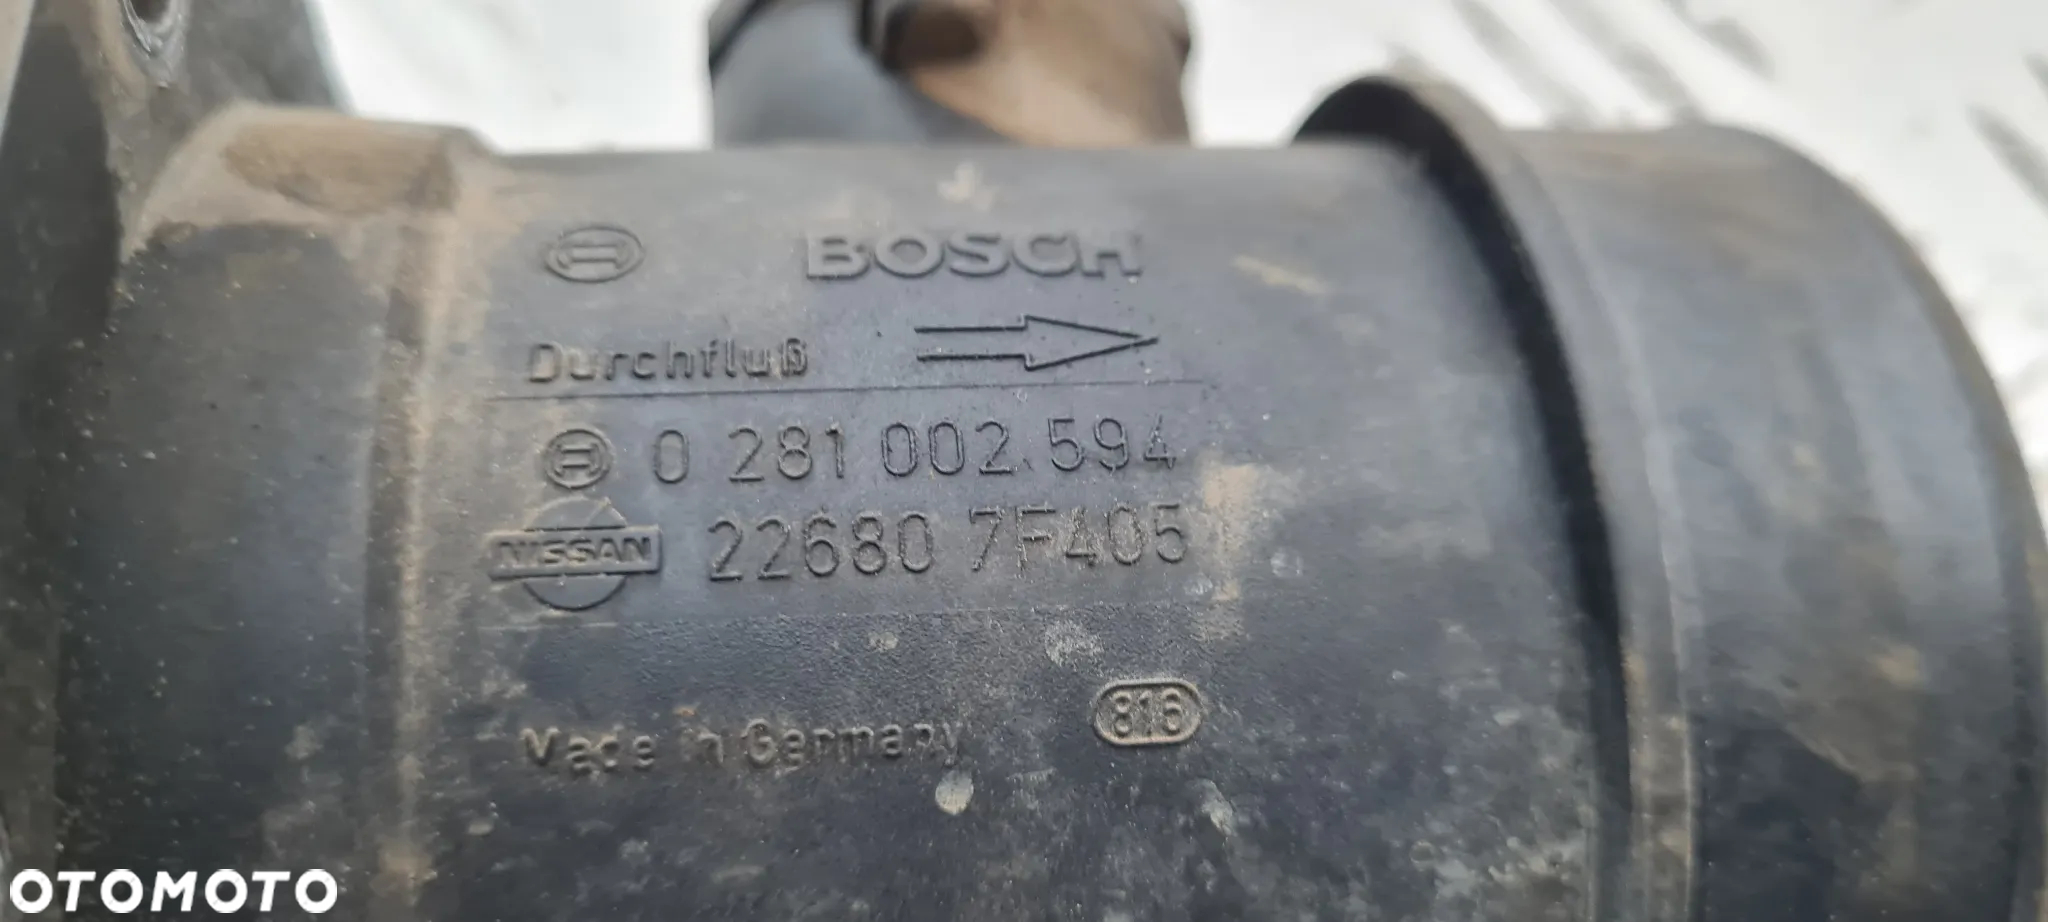 BOSCH
Durchfluß
0 281 002 594
NISSAN 22680 7F405
Made in Germany 816
OTOMOTO